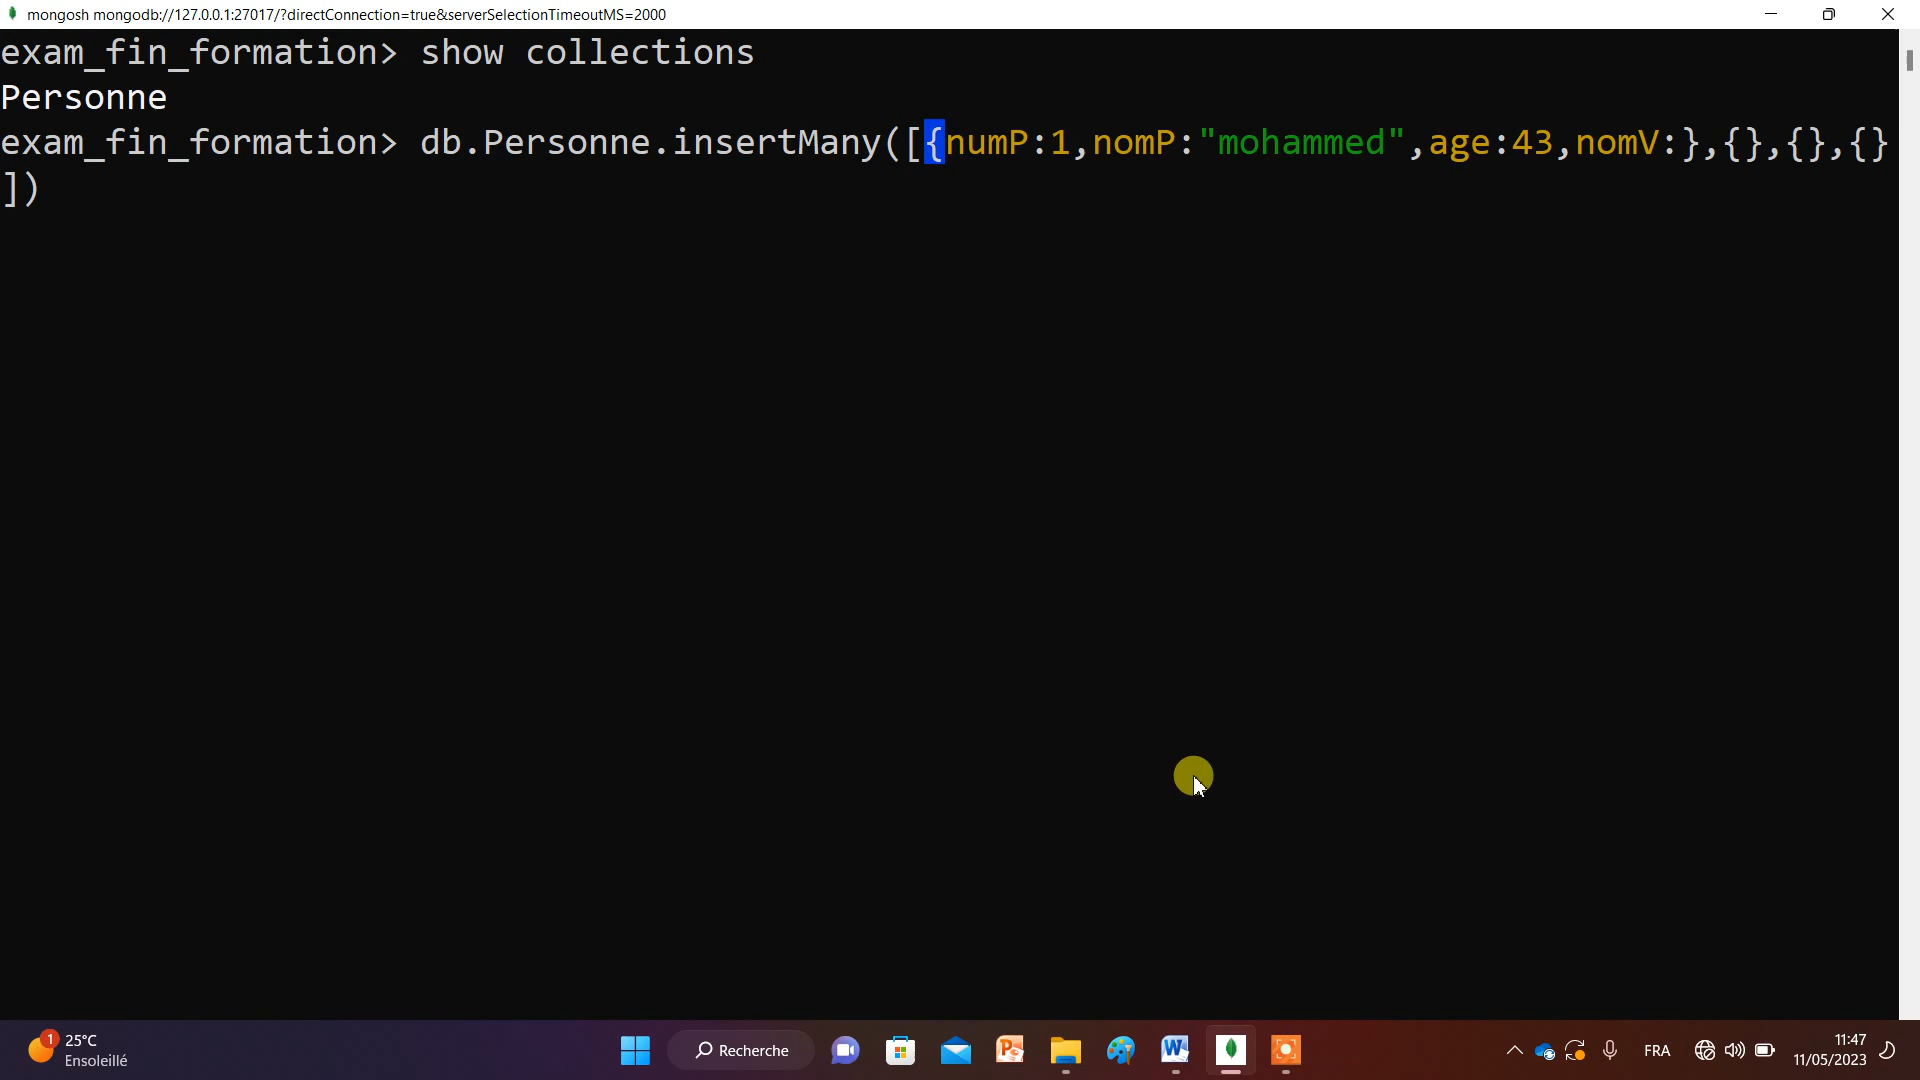 mongosh mongodb://127.0.0.1:27017/?directConnection=true&serverSelectionTimeoutMS=2000
exam_fin_formation> show collections
Personne
exam_fin_formation> db.Personne.insertMany([{numP:1,nomP:"mohammed",age:43,nomV:},{},{},{}
])
1
25°C
Ensoleillé
Recherche
FRA
11:47
11/05/2023